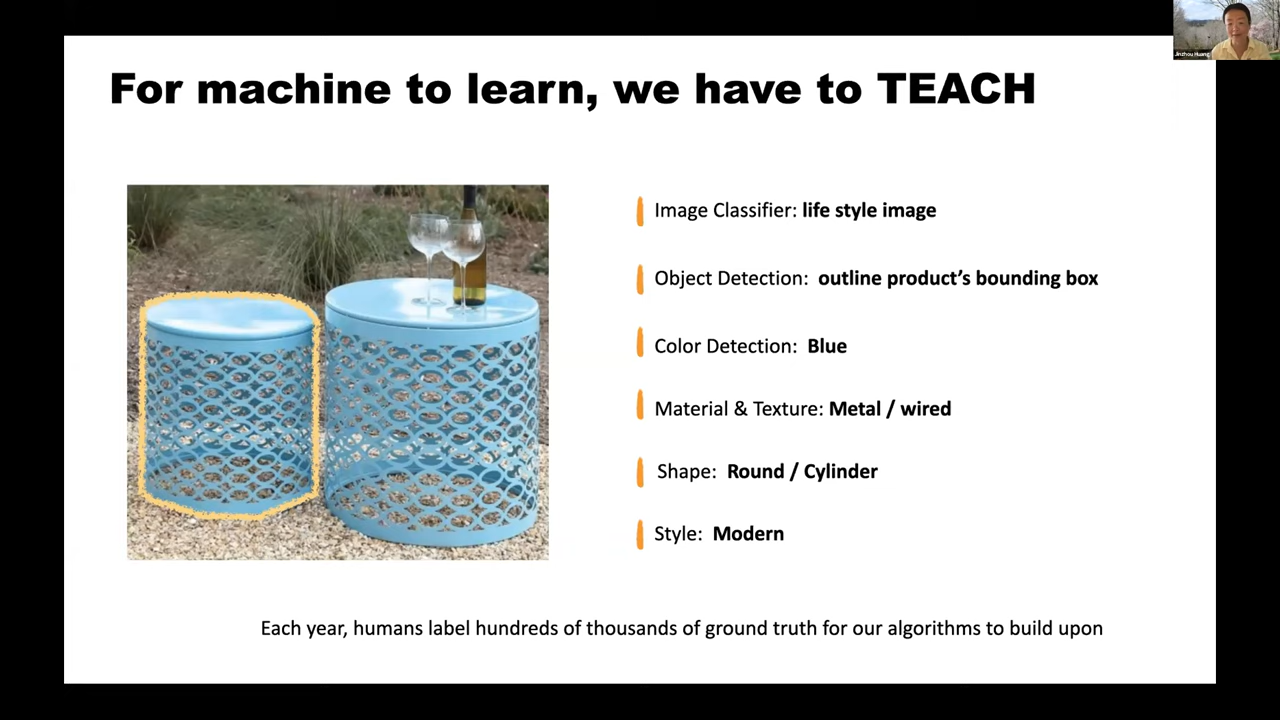 For machine to learn, we have to TEACH
Image Classifier: life style image
Object Detection: outline product's bounding box
Color Detection: Blue
Material & Texture: Metal / wired
Shape: Round / Cylinder
Style: Modern
Each year, humans label hundreds of thousands of ground truth for our algorithms to build upon
Jinzhou Huang